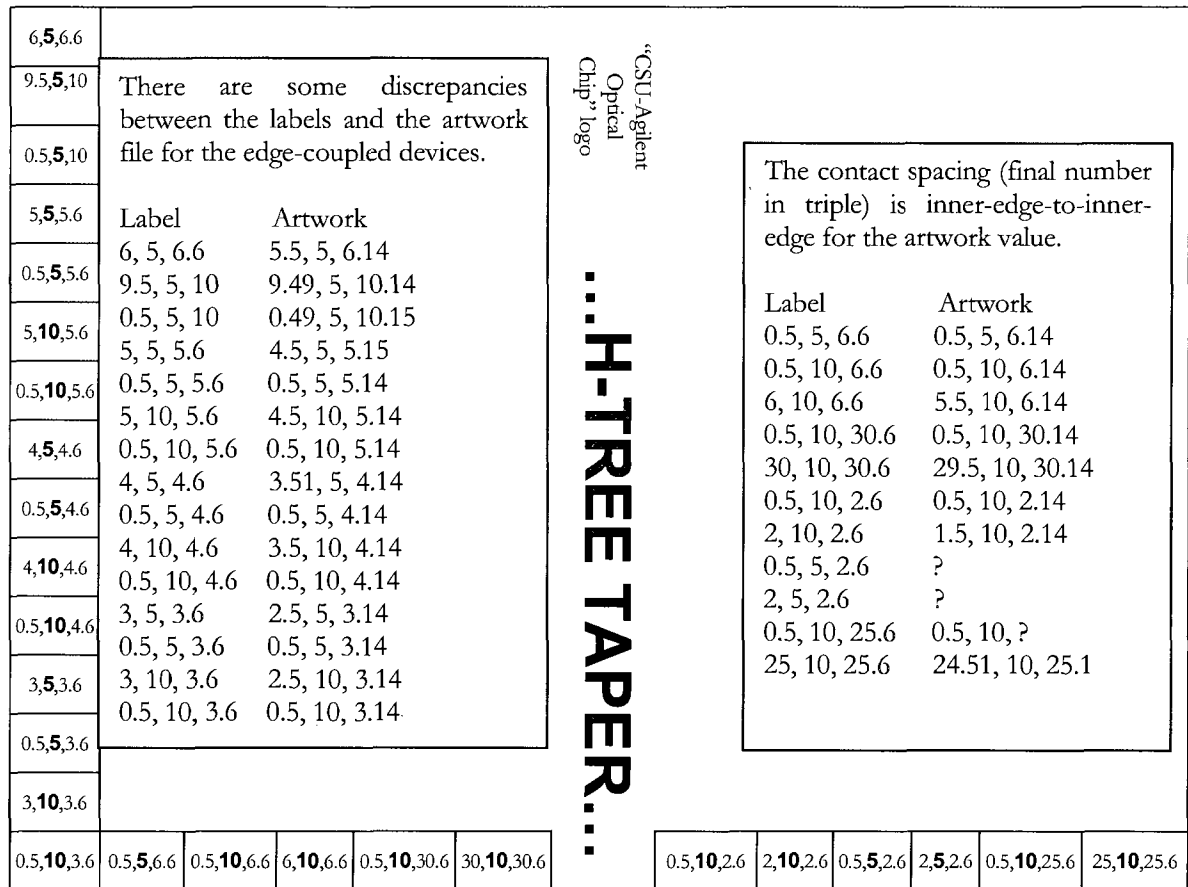 6,5,6.6
9.5,5,10
0.5,5,10
5,5,5.6
0.5,5,5.6
5,10,5.6
0.5,10,5.6
4,5,4.6
0.5,5,4.6
4,10,4.6
0.5,10,4.6
3,5,3.6
0.5,5,3.6
3,10,3.6
There are some discrepancies
between the labels and the artwork
file for the edge-coupled devices.
Label Artwork
6, 5, 6.6 5.5, 5, 6.14
9.5, 5, 10 9.49, 5, 10.14
0.5, 5, 10 0.49, 5, 10.15
5, 5, 5.6 4.5, 5, 5.15
0.5, 5, 5.6 0.5, 5, 5.14
5, 10, 5.6 4.5, 10, 5.14
0.5, 10, 5.6 0.5, 10, 5.14
4, 5, 4.6 3.51, 5, 4.14
0.5, 5, 4.6 0.5, 5, 4.14
4, 10, 4.6 3.5, 10, 4.14
0.5, 10, 4.6 0.5, 10, 4.14
3, 5, 3.6 2.5, 5, 3.14
0.5, 5, 3.6 0.5, 5, 3.14
3, 10, 3.6 2.5, 10, 3.14
0.5, 10, 3.6 0.5, 10, 3.14
"CSU-Agilent
Optical
Chip" logo
...H-TREE TAPER...
The contact spacing (final number
in triple) is inner-edge-to-inner-
edge for the artwork value.
Label Artwork
0.5, 5, 6.6 0.5, 5, 6.14
0.5, 10, 6.6 0.5, 10, 6.14
6, 10, 6.6 5.5, 10, 6.14
0.5, 10, 30.6 0.5, 10, 30.14
30, 10, 30.6 29.5, 10, 30.14
0.5, 10, 2.6 0.5, 10, 2.14
2, 10, 2.6 1.5, 10, 2.14
0.5, 5, 2.6 ?
2, 5, 2.6 ?
0.5, 10, 25.6 0.5, 10, ?
25, 10, 25.6 24.51, 10, 25.1
0.5,10,3.6 0.5,5,6.6 0.5,10,6.6 6,10,6.6 0.5,10,30.6 30,10,30.6 0.5,10,2.6 2,10,2.6 0.5,5,2.6 2,5,2.6 0.5,10,25.6 25,10,25.6